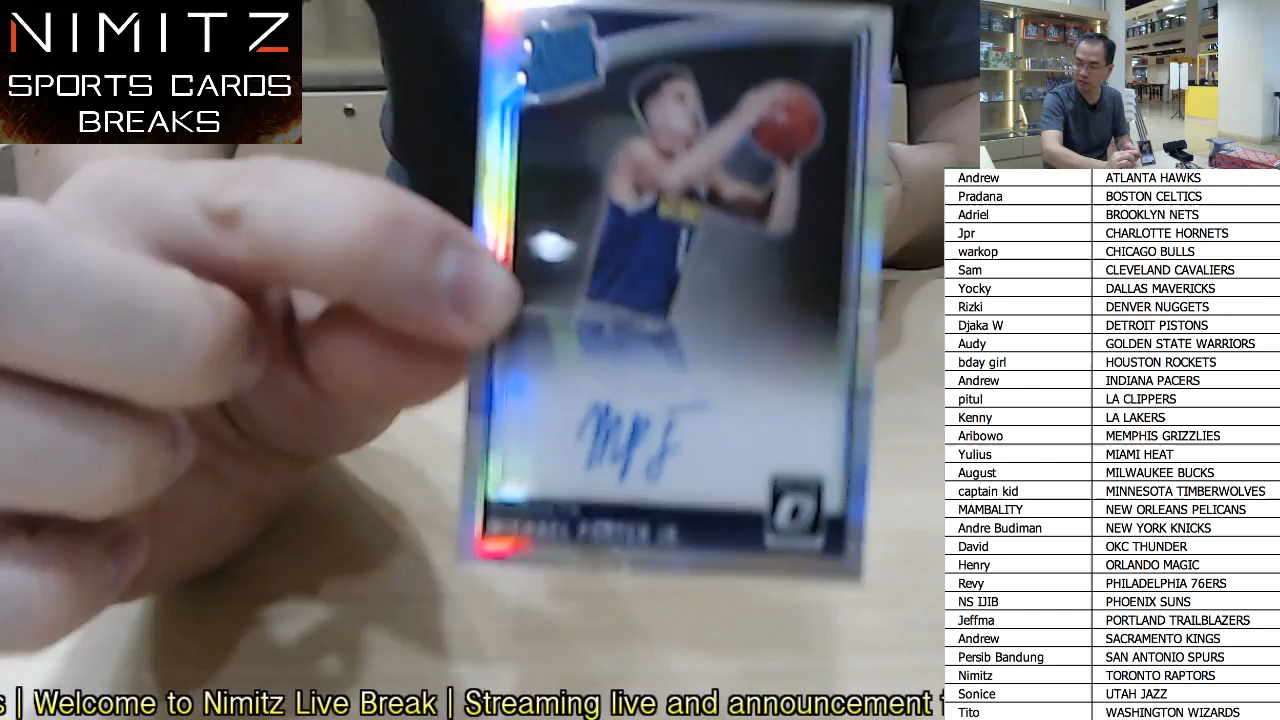 NIMITZ
SPORTS CARDS
BREAKS
MPJ
MICHAEL PORTER JR.
Andrew ATLANTA HAWKS
Pradana BOSTON CELTICS
Adriel BROOKLYN NETS
Jpr CHARLOTTE HORNETS
warkop CHICAGO BULLS
Sam CLEVELAND CAVALIERS
Yocky DALLAS MAVERICKS
Rizki DENVER NUGGETS
Djaka W DETROIT PISTONS
Audy GOLDEN STATE WARRIORS
bday girl HOUSTON ROCKETS
Andrew INDIANA PACERS
pitul LA CLIPPERS
Kenny LA LAKERS
Aribowo MEMPHIS GRIZZLIES
Yulius MIAMI HEAT
August MILWAUKEE BUCKS
captain kid MINNESOTA TIMBERWOLVES
MAMBALITY NEW ORLEANS PELICANS
Andre Budiman NEW YORK KNICKS
David OKC THUNDER
Henry ORLANDO MAGIC
Revy PHILADELPHIA 76ERS
NS IJIB PHOENIX SUNS
Jeffma PORTLAND TRAILBLAZERS
Andrew SACRAMENTO KINGS
Persib Bandung SAN ANTONIO SPURS
Nimitz TORONTO RAPTORS
Sonice UTAH JAZZ
Tito WASHINGTON WIZARDS
s | Welcome to Nimitz Live Break | Streaming live and announcement